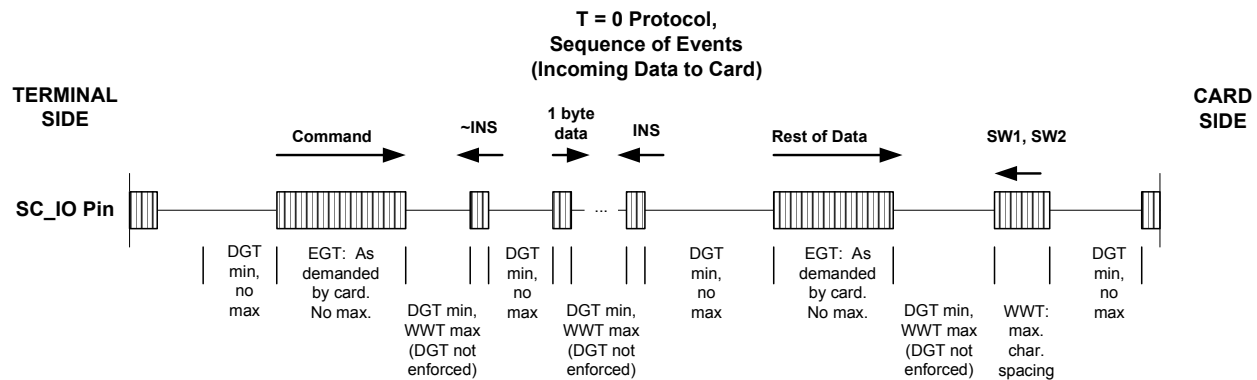 T = 0 Protocol,
Sequence of Events
(Incoming Data to Card)
TERMINAL
SIDE
CARD
SIDE
Command
~INS
1 byte
data
INS
Rest of Data
SW1, SW2
SC_IO Pin
...
DGT
min,
no
max
EGT: As
demanded
by card.
No max.
DGT min,
WWT max
(DGT not
enforced)
DGT
min,
no
max
DGT min,
WWT max
(DGT not
enforced)
DGT
min,
no
max
EGT: As
demanded
by card.
No max.
DGT min,
WWT max
(DGT not
enforced)
WWT:
max.
char.
spacing
DGT
min,
no
max